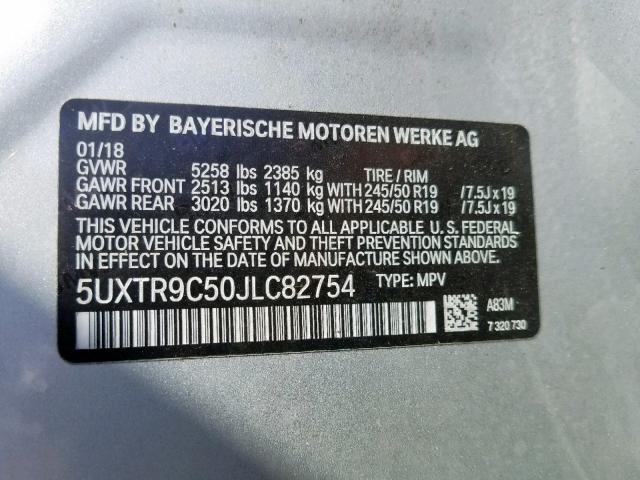 MFD BY BAYERISCHE MOTOREN WERKE AG
01/18
GVWR 5258 lbs 2385 kg TIRE / RIM
GAWR FRONT 2513 lbs 1140 kg WITH 245/50 R19 /7.5J x 19
GAWR REAR 3020 lbs 1370 kg WITH 245/50 R19 /7.5J x 19
THIS VEHICLE CONFORMS TO ALL APPLICABLE U. S. FEDERAL
MOTOR VEHICLE SAFETY AND THEFT PREVENTION STANDARDS
IN EFFECT ON THE DATE OF MANUFACTURE SHOWN ABOVE.
5UXTR9C50JLC82754 TYPE: MPV
A83M
7 320 730